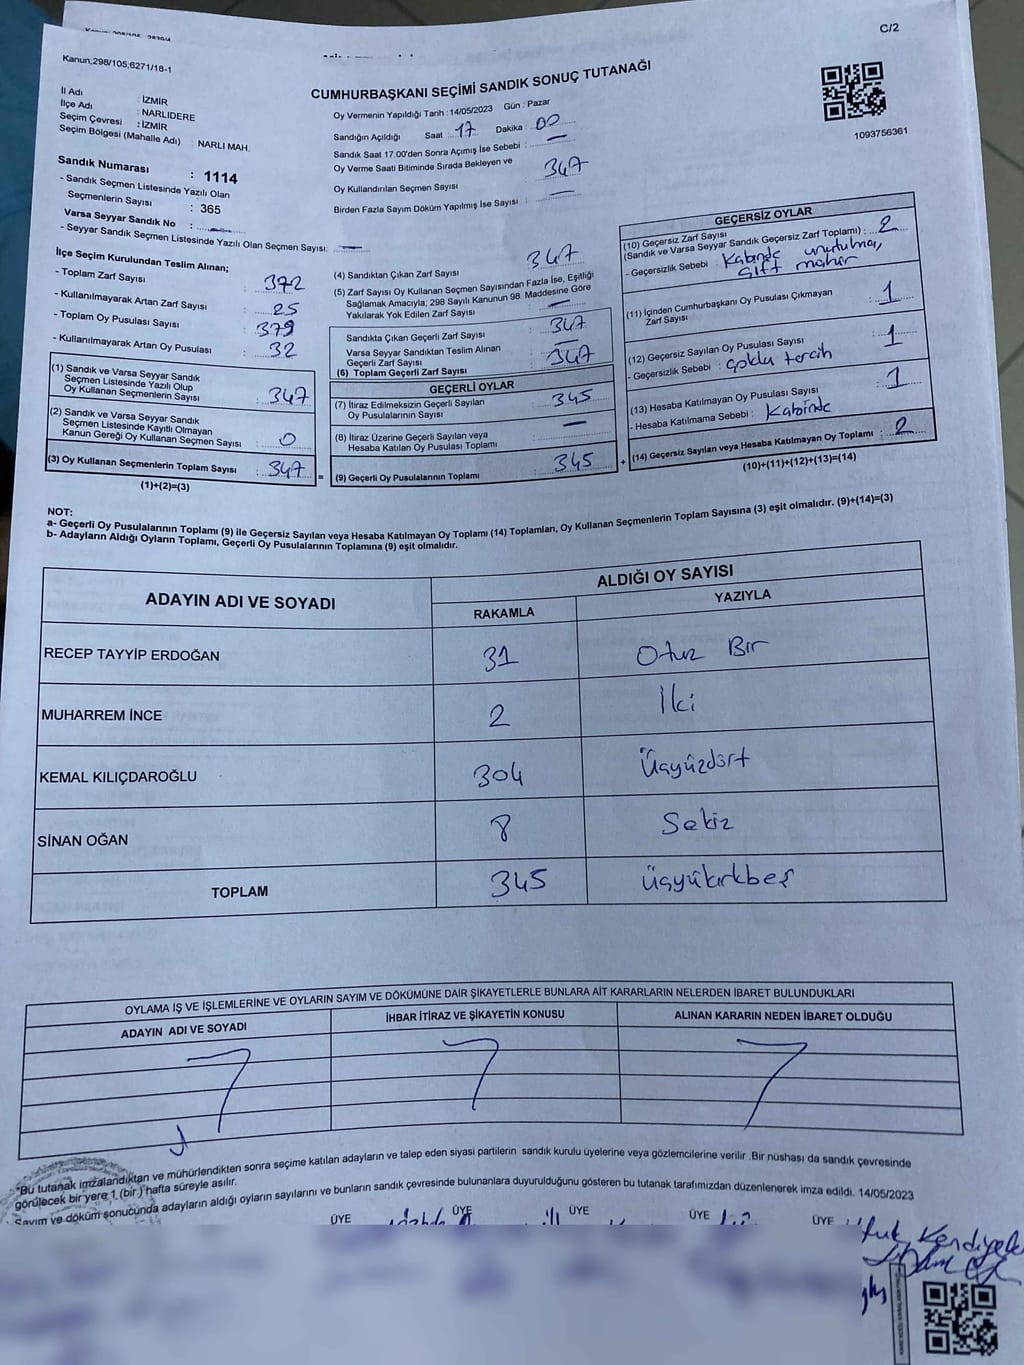 C/2
Kanun;298/105;6271/18-1
CUMHURBAŞKANI SEÇİMİ SANDIK SONUÇ TUTANAĞI
İl Adı : İZMİR
İlçe Adı : NARLIDERE
Seçim Çevresi : İZMİR
Seçim Bölgesi (Mahalle Adı) : NARLI MAH.
Sandık Numarası : 1114
- Sandık Seçmen Listesinde Yazılı Olan
Seçmenlerin Sayısı : 365
Varsa Seyyar Sandık No : —
- Seyyar Sandık Seçmen Listesinde Yazılı Olan Seçmen Sayısı: —
Oy Vermenin Yapıldığı Tarih : 14/05/2023 Gün : Pazar
Sandığın Açıldığı Saat : 17 Dakika : 00
Sandık Saat 17:00'den Sonra Açımış İse Sebebi : —
Oy Verme Saati Bitiminde Sırada Bekleyen ve
Oy Kullandırılan Seçmen Sayısı 347
Birden Fazla Sayım Döküm Yapılmış İse Sayısı : —
1093756361
İlçe Seçim Kurulundan Teslim Alınan;
- Toplam Zarf Sayısı : 372
- Kullanılmayarak Artan Zarf Sayısı : 25
- Toplam Oy Pusulası Sayısı : 379
- Kullanılmayarak Artan Oy Pusulası : 32
(1) Sandık ve Varsa Seyyar Sandık
Seçmen Listesinde Yazılı Olup
Oy Kullanan Seçmenlerin Sayısı : 347
(2) Sandık ve Varsa Seyyar Sandık
Seçmen Listesinde Kayıtlı Olmayan
Kanun Gereği Oy Kullanan Seçmen Sayısı : 0
(3) Oy Kullanan Seçmenlerin Toplam Sayısı : 347
(1)+(2)=(3)
=
(4) Sandıktan Çıkan Zarf Sayısı : 347
(5) Zarf Sayısı Oy Kullanan Seçmen Sayısından Fazla İse, Eşitliği
Sağlamak Amacıyla, 298 Sayılı Kanunun 98. Maddesine Göre
Yakılarak Yok Edilen Zarf Sayısı : —
Sandıkta Çıkan Geçerli Zarf Sayısı : 347
Varsa Seyyar Sandıktan Teslim Alınan
Geçerli Zarf Sayısı : —
(6) Toplam Geçerli Zarf Sayısı : 347
GEÇERLİ OYLAR
(7) İtiraz Edilmeksizin Geçerli Sayılan
Oy Pusulalarının Sayısı : 345
(8) İtiraz Üzerine Geçerli Sayılan veya
Hesaba Katılan Oy Pusulası Toplamı : —
(9) Geçerli Oy Pusulalarının Toplamı : 345
+
GEÇERSİZ OYLAR
(10) Geçersiz Zarf Sayısı
(Sandık ve Varsa Seyyar Sandık Geçersiz Zarf Toplamı) : 2
- Geçersizlik Sebebi : Kabinde unutulma,
çift mühür
(11) İçinden Cumhurbaşkanı Oy Pusulası Çıkmayan
Zarf Sayısı : 1
(12) Geçersiz Sayılan Oy Pusulası Sayısı : 1
- Geçersizlik Sebebi : çoklu tercih
(13) Hesaba Katılmayan Oy Pusulası Sayısı : 1
- Hesaba Katılmama Sebebi : Kabinde
(14) Geçersiz Sayılan veya Hesaba Katılmayan Oy Toplamı : 2
(10)+(11)+(12)+(13)=(14)
NOT:
a- Geçerli Oy Pusulalarının Toplamı (9) ile Geçersiz Sayılan veya Hesaba Katılmayan Oy Toplamı (14) Toplamları, Oy Kullanan Seçmenlerin Toplam Sayısına (3) eşit olmalıdır. (9)+(14)=(3)
b- Adayların Aldığı Oyların Toplamı, Geçerli Oy Pusulalarının Toplamına (9) eşit olmalıdır.
ADAYIN ADI VE SOYADI
ALDIĞI OY SAYISI
RAKAMLA YAZIYLA
RECEP TAYYİP ERDOĞAN 31 Otuz Bir
MUHARREM İNCE 2 İki
KEMAL KILIÇDAROĞLU 304 Üçyüzdört
SİNAN OĞAN 8 Sekiz
TOPLAM 345 üçyükırkbeş
OYLAMA İŞ VE İŞLEMLERİNE VE OYLARIN SAYIM VE DÖKÜMÜNE DAİR ŞİKAYETLERLE BUNLARA AİT KARARLARIN NELERDEN İBARET BULUNDUKLARI
ADAYIN ADI VE SOYADI İHBAR İTİRAZ VE ŞİKAYETİN KONUSU ALINAN KARARIN NEDEN İBARET OLDUĞU
*Bu tutanak imzalandıktan ve mühürlendikten sonra seçime katılan adayların ve talep eden siyasi partilerin sandık kurulu üyelerine veya gözlemcilerine verilir .Bir nüshası da sandık çevresinde
görülecek bir yere 1 (bir) hafta süreyle asılır.
Sayım ve döküm sonucunda adayların aldığı oyların sayılarını ve bunların sandık çevresinde bulunanlara duyurulduğunu gösteren bu tutanak tarafımızdan düzenlenerek imza edildi. 14/05/2023
ÜYE ÜYE ÜYE ÜYE ÜYE